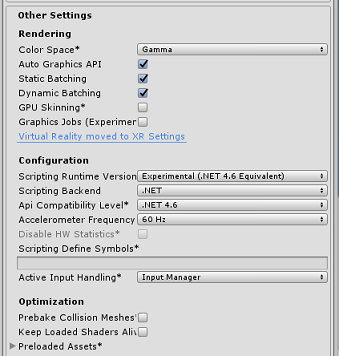 Other Settings
Rendering
Color Space* Gamma
Auto Graphics API
Static Batching
Dynamic Batching
GPU Skinning*
Graphics Jobs (Experimen
Virtual Reality moved to XR Settings
Configuration
Scripting Runtime Version Experimental (.NET 4.6 Equivalent)
Scripting Backend .NET
Api Compatibility Level* .NET 4.6
Accelerometer Frequency 60 Hz
Disable HW Statistics*
Scripting Define Symbols*
Active Input Handling* Input Manager
Optimization
Prebake Collision Meshes*
Keep Loaded Shaders Aliv
Preloaded Assets*